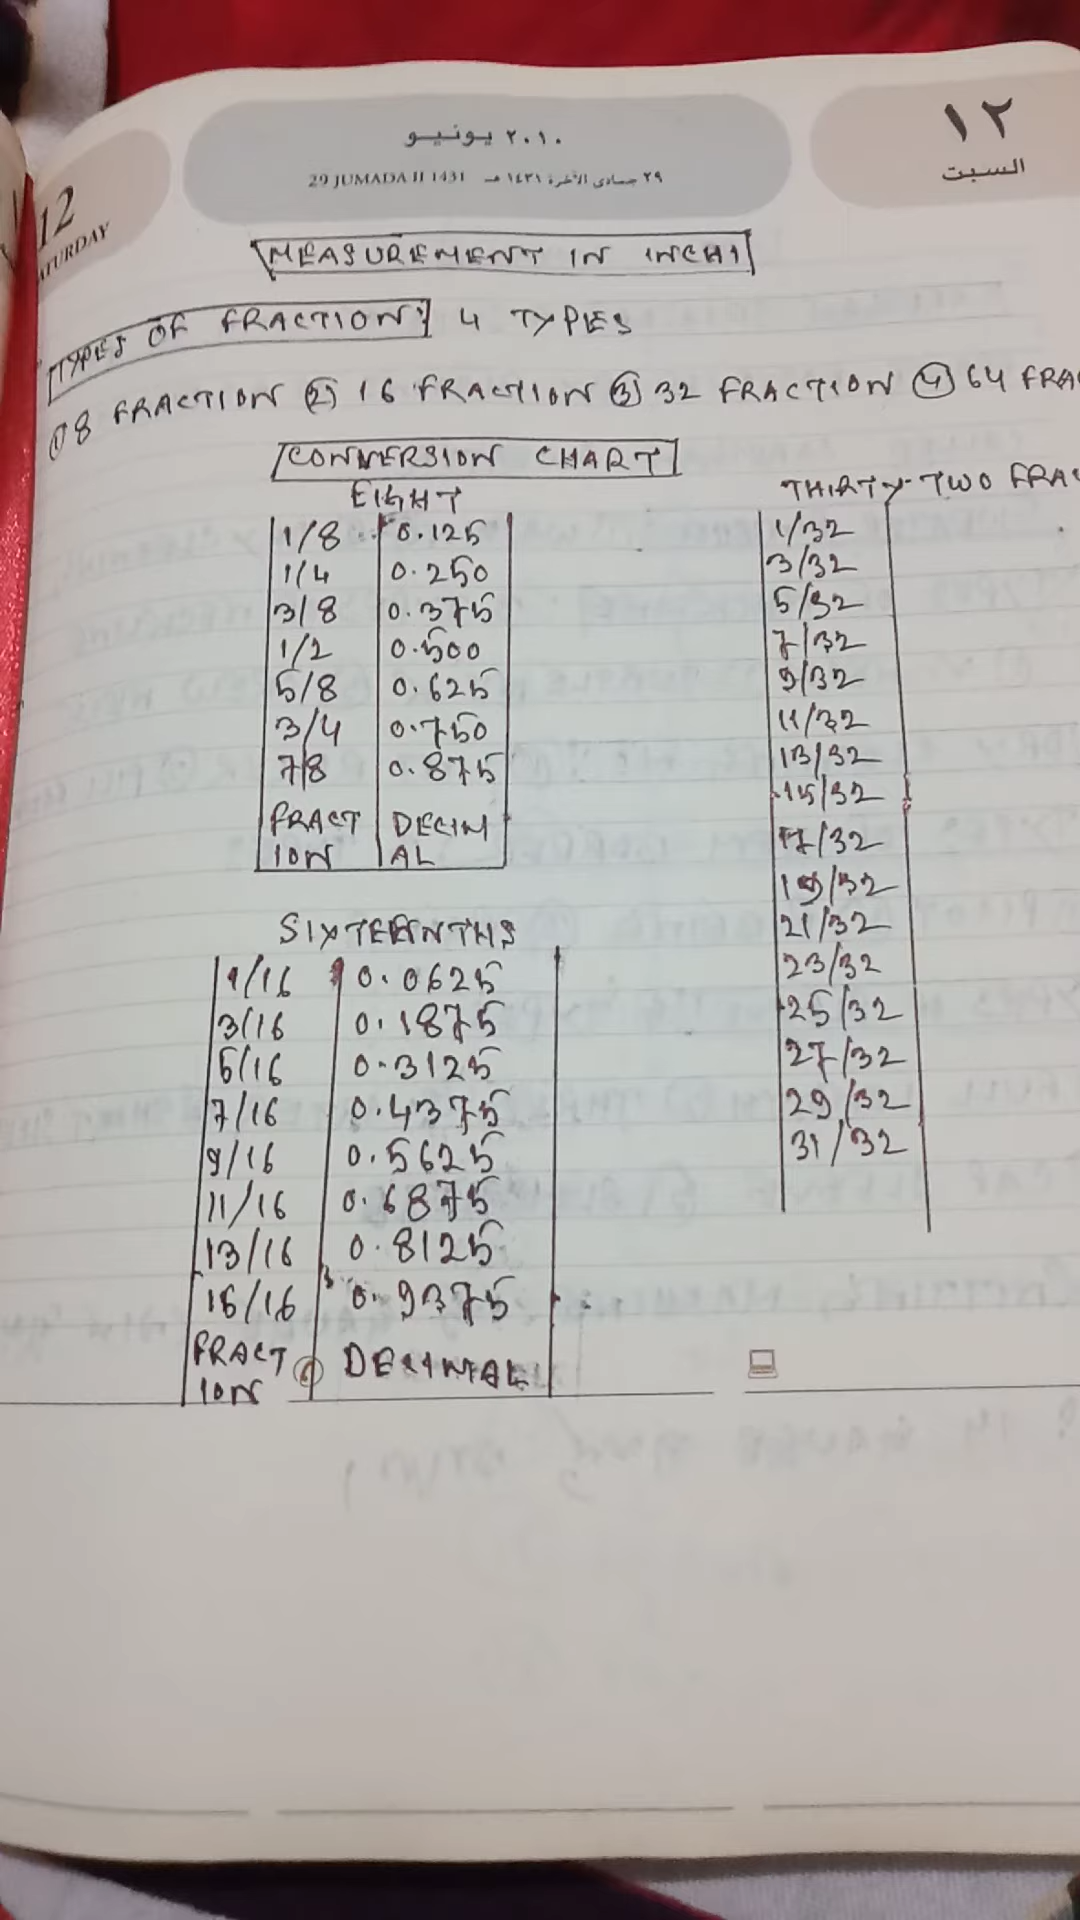 12
SATURDAY
٢٠١٠ يونيو
29 JUMADA II 1431 ٢٩ جمادى الآخرة ١٤٣١ هـ
١٢
السبت
MEASUREMENT IN INCH
TYPES OF FRACTION: 4 TYPES
① 8 FRACTION ② 16 FRACTION ③ 32 FRACTION ④ 64 FRA
CONVERSION CHART
EIGHT
1/8 0.125
1/4 0.250
3/8 0.375
1/2 0.500
5/8 0.625
3/4 0.750
7/8 0.875
FRACT DECIM
ION AL
SIXTEENTHS
1/16 0.0625
3/16 0.1875
5/16 0.3125
7/16 0.4375
9/16 0.5625
11/16 0.6875
13/16 0.8125
15/16 0.9375
FRACT DECIMAL
ION
THIRTY-TWO FRA
1/32
3/32
5/32
7/32
9/32
11/32
13/32
15/32
17/32
19/32
21/32
23/32
25/32
27/32
29/32
31/32